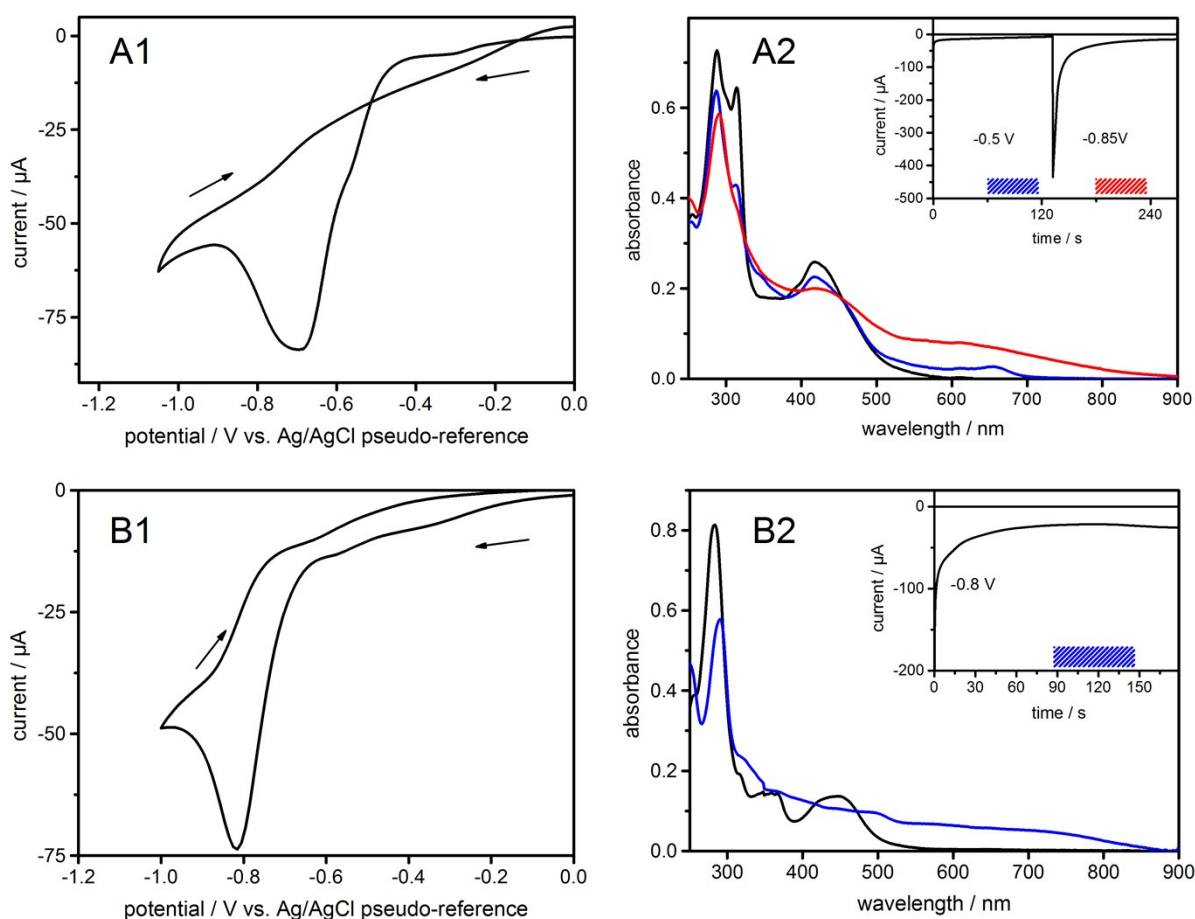 A1
0
-25
-50
-75
current / µA
-1.2 -1.0 -0.8 -0.6 -0.4 -0.2 0.0
potential / V vs. Ag/AgCl pseudo-reference
A2
0.6
0.4
0.2
0.0
absorbance
300 400 500 600 700 800 900
wavelength / nm
0
-100
-200
-300
-400
-500
current / µA
-0.5 V
-0.85V
0 120 240
time / s
B1
0
-25
-50
-75
current / µA
-1.2 -1.0 -0.8 -0.6 -0.4 -0.2 0.0
potential / V vs. Ag/AgCl pseudo-reference
B2
0.8
0.6
0.4
0.2
0.0
absorbance
300 400 500 600 700 800 900
wavelength / nm
0
-100
-200
current / µA
-0.8 V
0 30 60 90 120 150
time / s